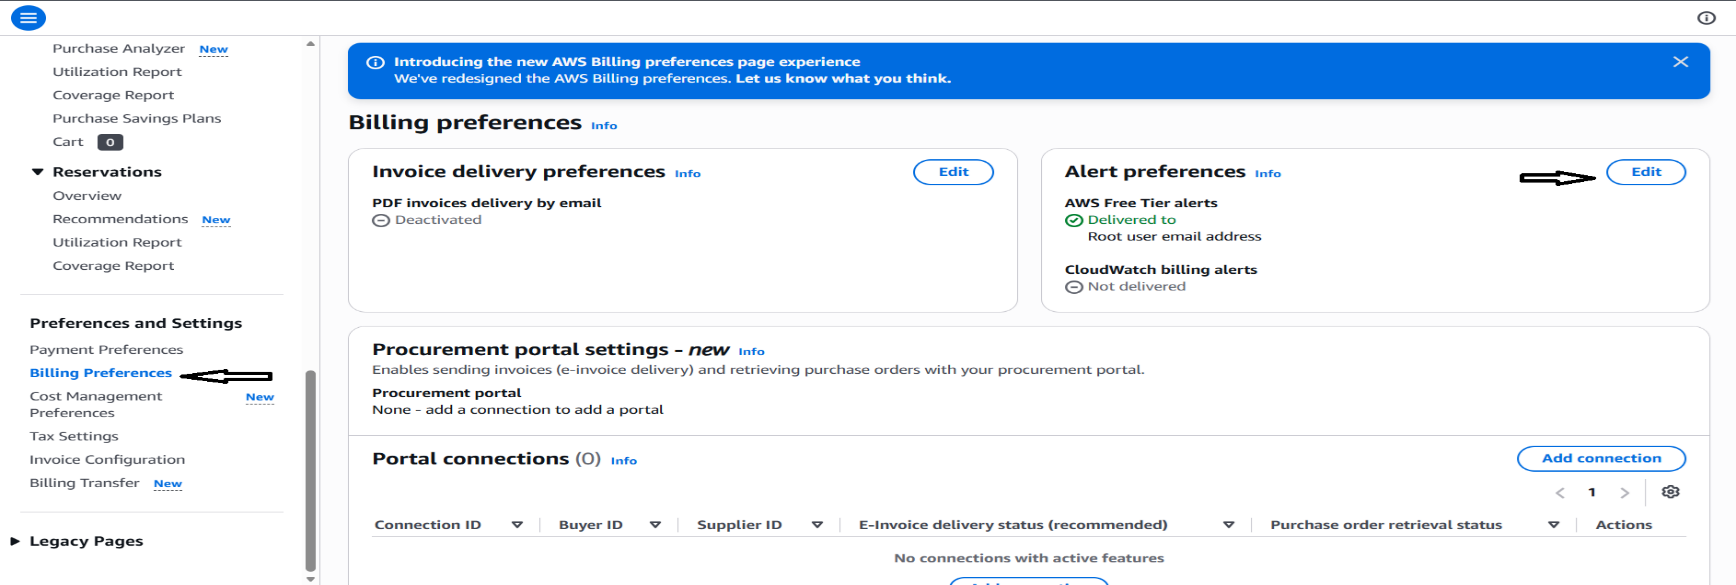 Purchase Analyzer New
Utilization Report
Coverage Report
Purchase Savings Plans
Cart 0
Reservations
Overview
Recommendations New
Utilization Report
Coverage Report
Preferences and Settings
Payment Preferences
Billing Preferences
Cost Management New
Preferences
Tax Settings
Invoice Configuration
Billing Transfer New
Legacy Pages
Introducing the new AWS Billing preferences page experience
We've redesigned the AWS Billing preferences. Let us know what you think.
Billing preferences Info
Invoice delivery preferences Info Edit
PDF invoices delivery by email
Deactivated
Alert preferences Info Edit
AWS Free Tier alerts
Delivered to
Root user email address
CloudWatch billing alerts
Not delivered
Procurement portal settings - new Info
Enables sending invoices (e-invoice delivery) and retrieving purchase orders with your procurement portal.
Procurement portal
None - add a connection to add a portal
Portal connections (0) Info Add connection
1
Connection ID Buyer ID Supplier ID E-Invoice delivery status (recommended) Purchase order retrieval status Actions
No connections with active features